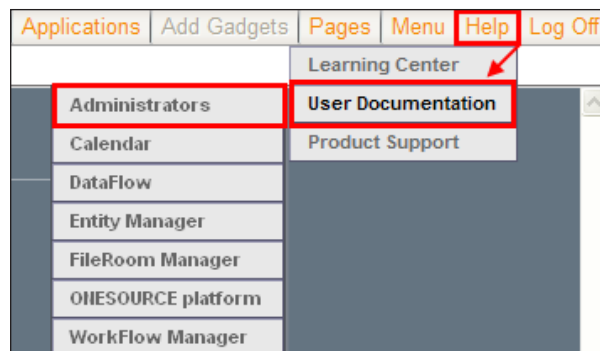 Applications Add Gadgets Pages Menu Help Log Off
Learning Center
User Documentation
Product Support
Administrators
Calendar
DataFlow
Entity Manager
FileRoom Manager
ONESOURCE platform
WorkFlow Manager